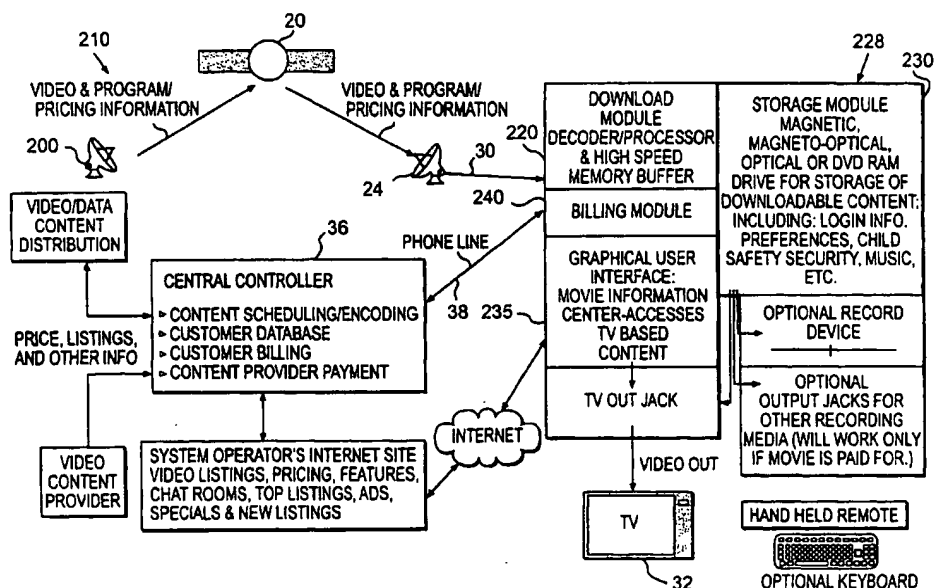 210
20
VIDEO & PROGRAM/
PRICING INFORMATION
VIDEO & PROGRAM/
PRICING INFORMATION
200
24
30
VIDEO/DATA
CONTENT
DISTRIBUTION
36
PHONE LINE
38
CENTRAL CONTROLLER
▹ CONTENT SCHEDULING/ENCODING
▹ CUSTOMER DATABASE
▹ CUSTOMER BILLING
▹ CONTENT PROVIDER PAYMENT
PRICE, LISTINGS,
AND OTHER INFO
VIDEO
CONTENT
PROVIDER
SYSTEM OPERATOR'S INTERNET SITE
VIDEO LISTINGS, PRICING, FEATURES,
CHAT ROOMS, TOP LISTINGS, ADS,
SPECIALS & NEW LISTINGS
INTERNET
228
230
220
DOWNLOAD
MODULE
DECODER/PROCESSOR
& HIGH SPEED
MEMORY BUFFER
240
BILLING MODULE
235
GRAPHICAL USER
INTERFACE:
MOVIE INFORMATION
CENTER-ACCESSES
TV BASED
CONTENT
TV OUT JACK
VIDEO OUT
TV
32
STORAGE MODULE
MAGNETIC,
MAGNETO-OPTICAL,
OPTICAL OR DVD RAM
DRIVE FOR STORAGE OF
DOWNLOADABLE CONTENT;
INCLUDING: LOGIN INFO.
PREFERENCES, CHILD
SAFETY SECURITY, MUSIC,
ETC.
OPTIONAL RECORD
DEVICE
OPTIONAL
OUTPUT JACKS FOR
OTHER RECORDING
MEDIA (WILL WORK ONLY
IF MOVIE IS PAID FOR.)
HAND HELD REMOTE
OPTIONAL KEYBOARD